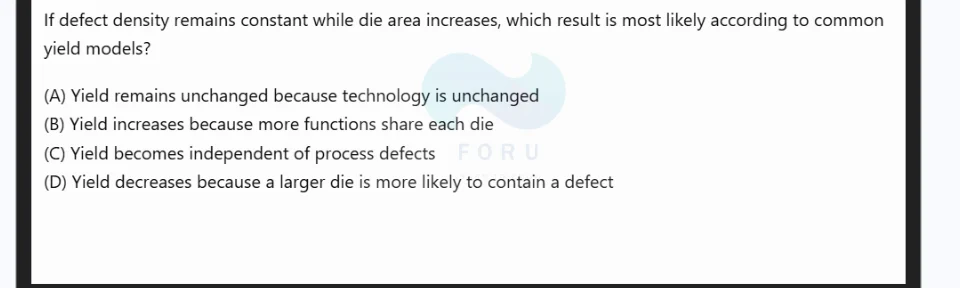 If defect density remains constant while die area increases, which result is most likely according to common
yield models?
(A) Yield remains unchanged because technology is unchanged
(B) Yield increases because more functions share each die
(C) Yield becomes independent of process defects
FORU
(D) Yield decreases because a larger die is more likely to contain a defect